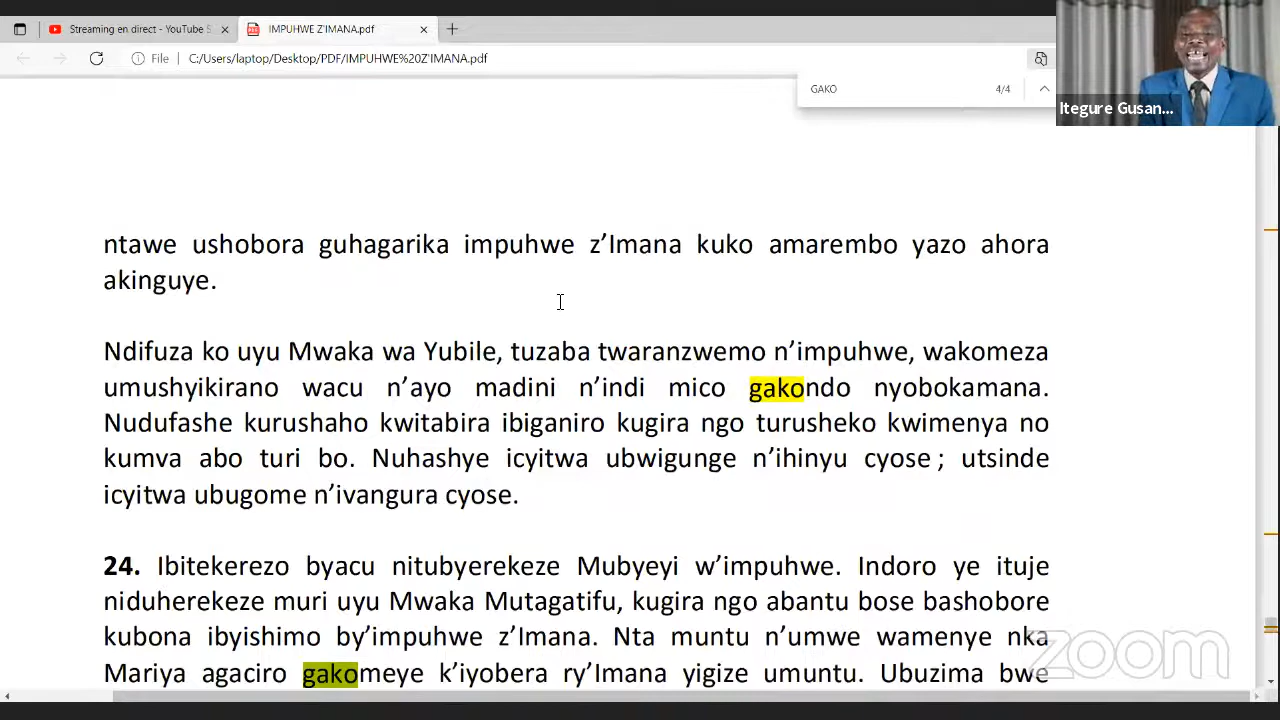 Streaming en direct - YouTube S
IMPUHWE Z'IMANA.pdf
File
C:/Users/laptop/Desktop/PDF/IMPUHWE%20Z'IMANA.pdf
GAKO
4/4
Itegure Gusan...
ntawe ushobora guhagarika impuhwe z’Imana kuko amarembo yazo ahora
akinguye.
Ndifuza ko uyu Mwaka wa Yubile, tuzaba twaranzwemo n’impuhwe, wakomeza
umushyikirano wacu n’ayo madini n’indi mico gakondo nyobokamana.
Nudufashe kurushaho kwitabira ibiganiro kugira ngo turusheko kwimenya no
kumva abo turi bo. Nuhashye icyitwa ubwigunge n’ihinyu cyose ; utsinde
icyitwa ubugome n’ivangura cyose.
24. Ibitekerezo byacu nitubyerekeze Mubyeyi w’impuhwe. Indoro ye ituje
niduherekeze muri uyu Mwaka Mutagatifu, kugira ngo abantu bose bashobore
kubona ibyishimo by’impuhwe z’Imana. Nta muntu n’umwe wamenye nka
Mariya agaciro gakomeye k’iyobera ry’Imana yigize umuntu. Ubuzima bwe
zoom